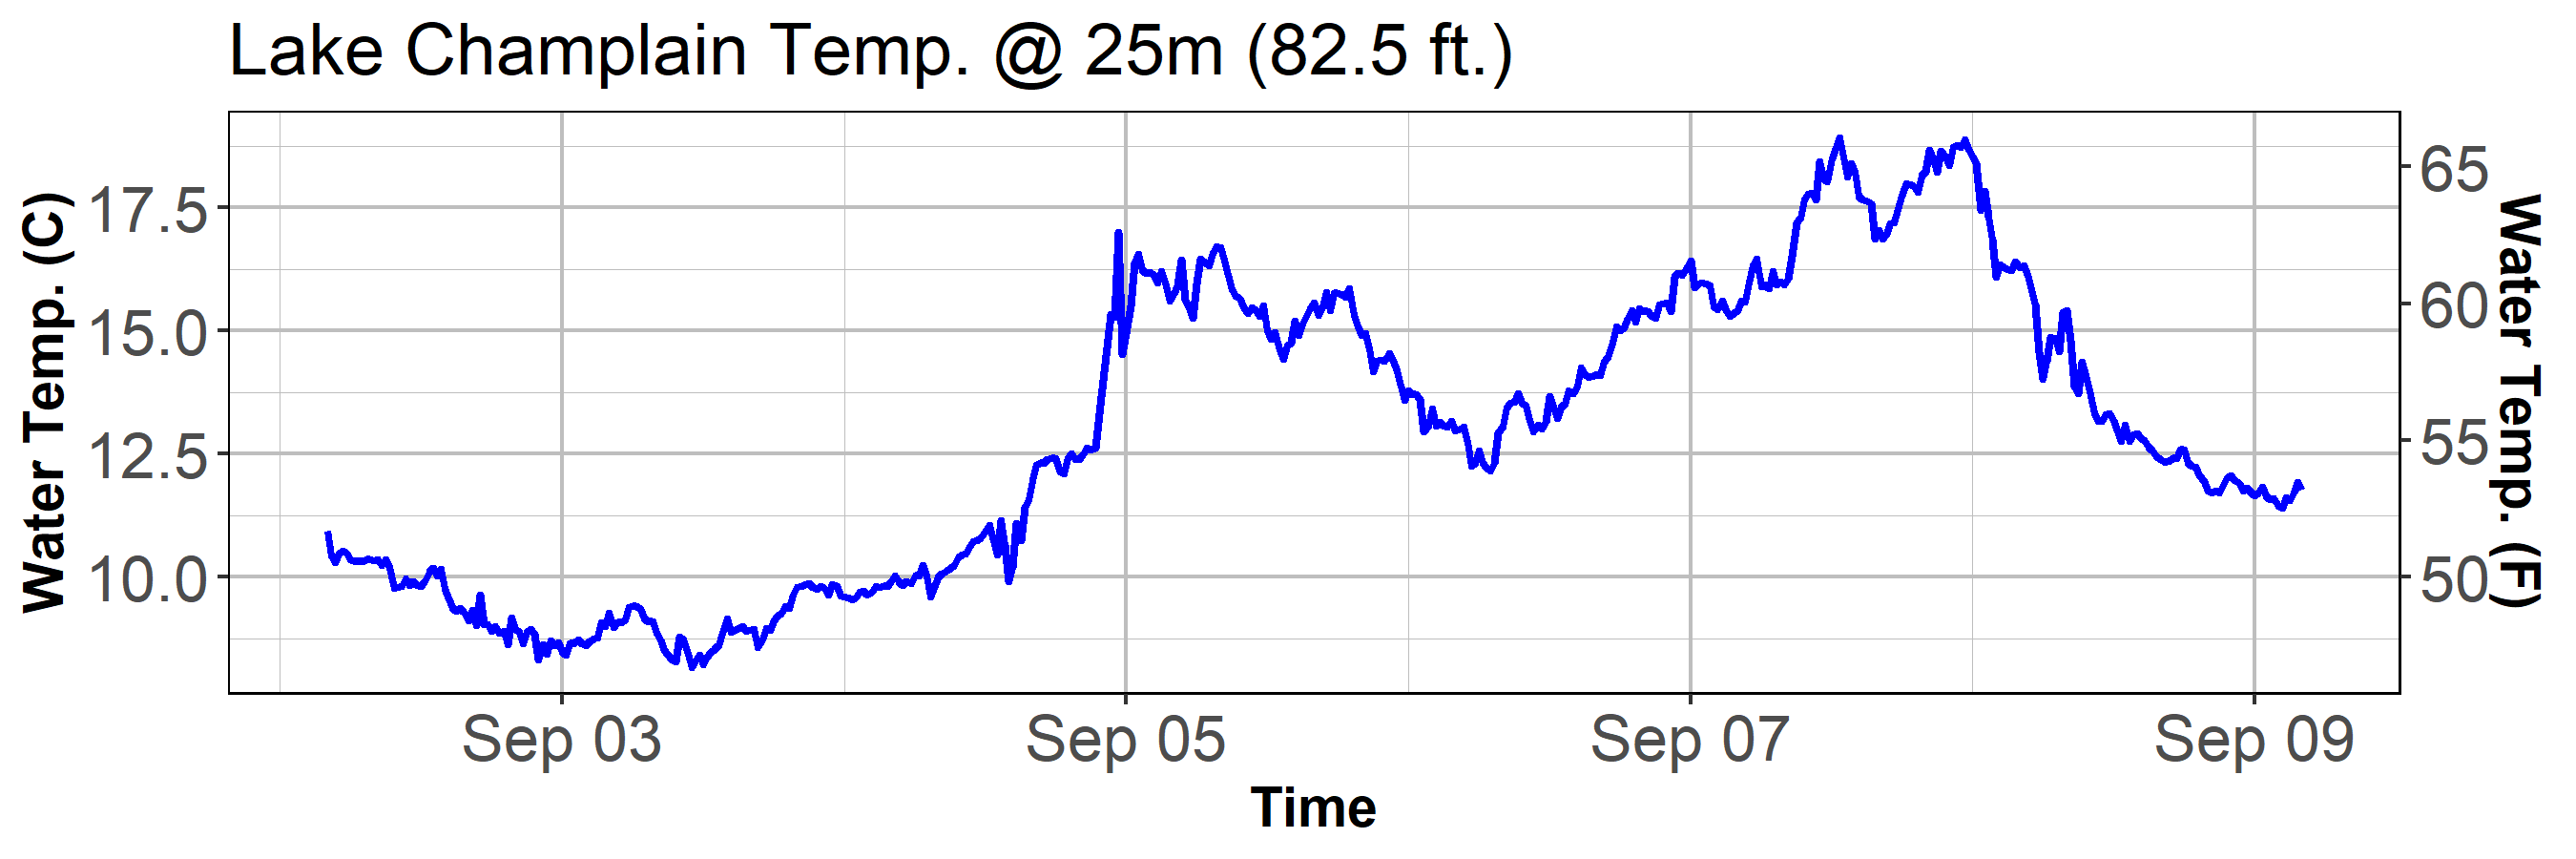 Lake Champlain Temp. @ 25m (82.5 ft.)
Water Temp. (C)
17.5
15.0
12.5
10.0
65
60
55
50
Water Temp. (F)
Sep 03
Sep 05
Sep 07
Sep 09
Time